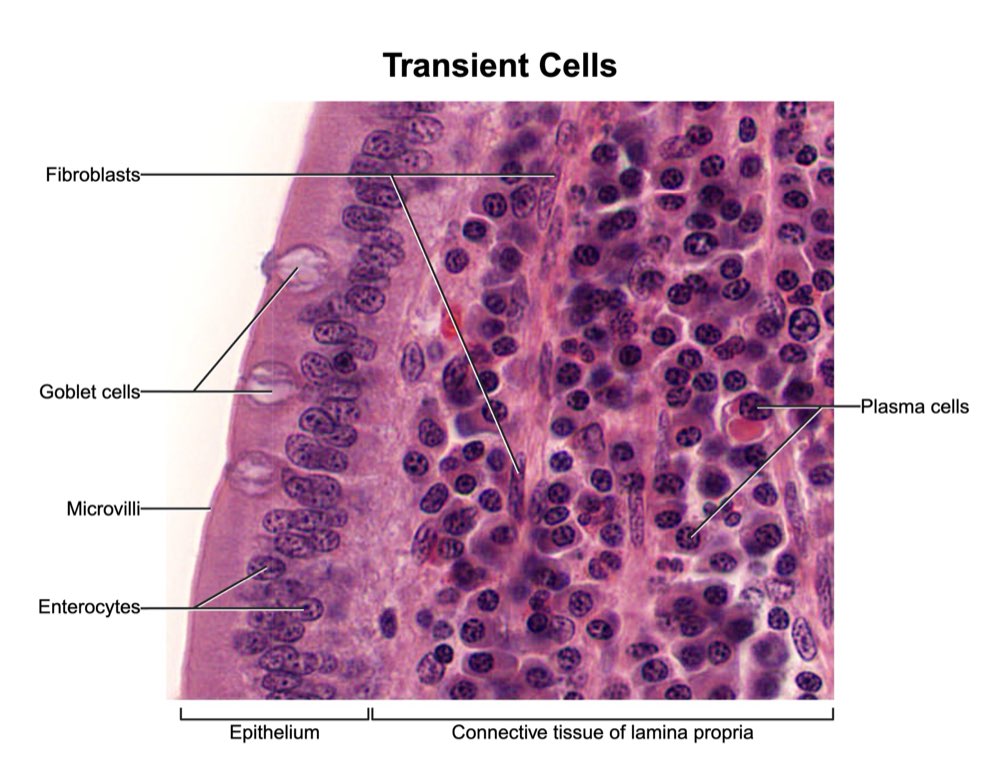 Transient Cells
Fibroblasts
Goblet cells
Plasma cells
Microvilli
Enterocytes
Epithelium
Connective tissue of lamina propria